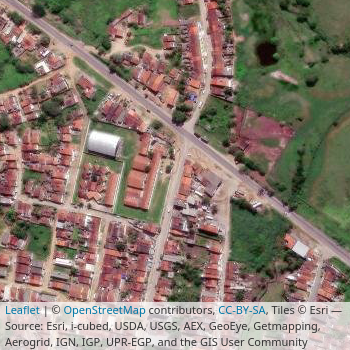 Leaflet | © OpenStreetMap contributors, CC-BY-SA, Tiles © Esri —
Source: Esri, i-cubed, USDA, USGS, AEX, GeoEye, Getmapping,
Aerogrid, IGN, IGP, UPR-EGP, and the GIS User Community